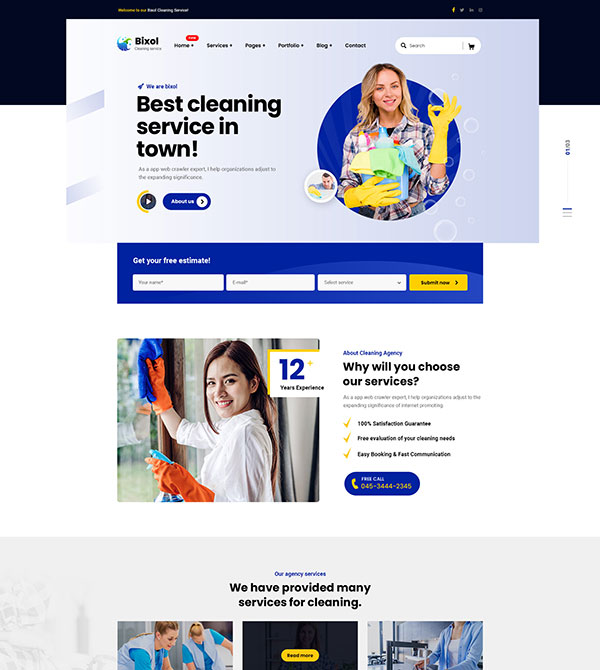 Welcome to our Best Cleaning Service!
Bixol
Cleaning service
Home +
Services +
Pages +
Portfolio +
Blog +
Contact
Search
We are bixol
Best cleaning
service in
town!
As a app web crawler expert, I help organizations adjust to
the expanding significance.
About us
01/03
Get your free estimate!
Your name*
E-mail*
Select service
Submit now
12+
Years Experience
About Cleaning Agency
Why will you choose
our services?
As a app web crawler expert, I help organizations adjust to the
expanding significance of internet promoting.
100% Satisfaction Guarantee
Free evaluation of your cleaning needs
Easy Booking & Fast Communication
FREE CALL
045-3444-2345
Our agency services
We have provided many
services for cleaning.
Read more